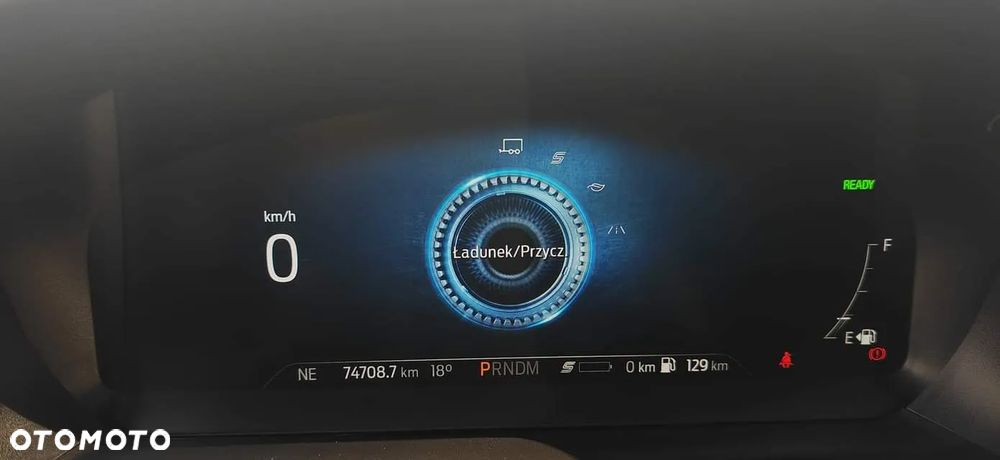 km/h
0
READY
Ładunek/Przycz.
F
E
NE 74708.7 km 18° PRNDM 0 km 129 km
OTOMOTO